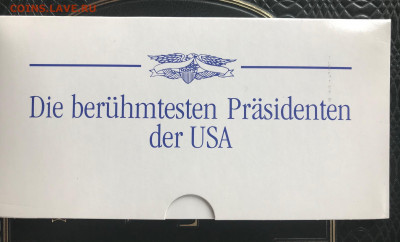 COINS.LAVE.RU
Die berühmtesten Präsidenten
der USA